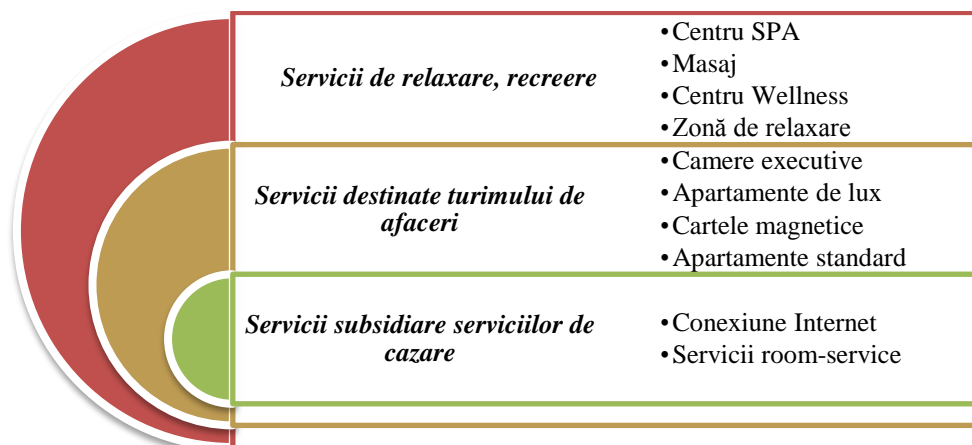 Servicii de relaxare, recreere
•Centru SPA
•Masaj
•Centru Wellness
•Zonă de relaxare
Servicii destinate turimului de
afaceri
•Camere executive
•Apartamente de lux
•Cartele magnetice
•Apartamente standard
Servicii subsidiare serviciilor de
cazare
•Conexiune Internet
•Servicii room-service